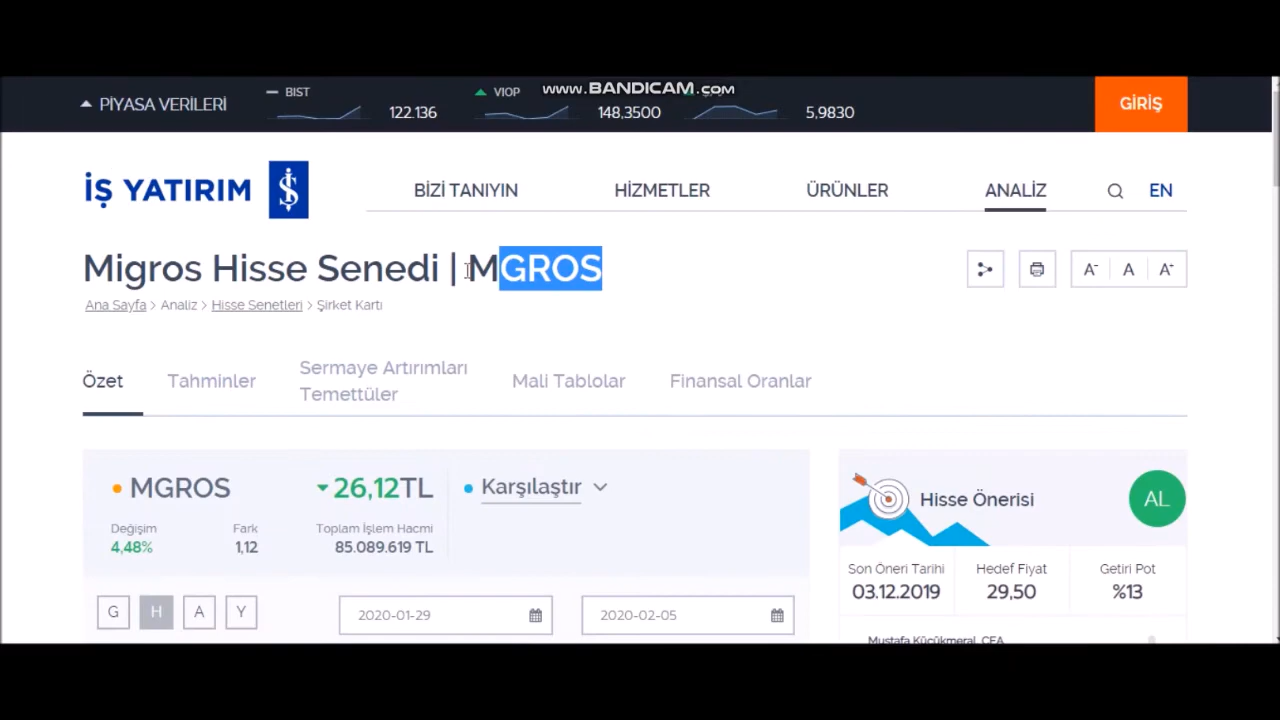 www.BANDICAM.com
PİYASA VERİLERİ
BIST
122.136
VIOP
148,3500
5,9830
GİRİŞ
İŞ YATIRIM
BİZİ TANIYIN
HİZMETLER
ÜRÜNLER
ANALİZ
EN
Migros Hisse Senedi | MGROS
Ana Sayfa > Analiz > Hisse Senetleri > Şirket Kartı
A- A A+
Özet
Tahminler
Sermaye Artırımları
Temettüler
Mali Tablolar
Finansal Oranlar
MGROS
26,12TL
Karşılaştır
Değişim
4,48%
Fark
1,12
Toplam İşlem Hacmi
85.089.619 TL
G
H
A
Y
2020-01-29
2020-02-05
Hisse Önerisi
AL
Son Öneri Tarihi
03.12.2019
Hedef Fiyat
29,50
Getiri Pot
%13
Mustafa Küçükmeral, CFA